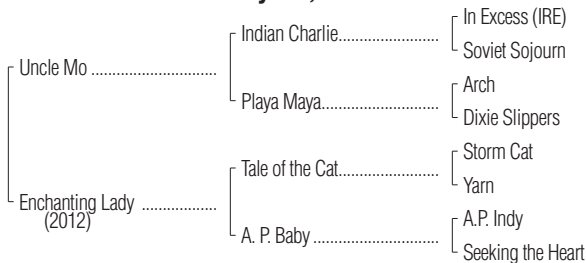 In Excess (IRE)
Indian Charlie
Soviet Sojourn
Uncle Mo
Arch
Playa Maya
Dixie Slippers
Storm Cat
Tale of the Cat
Yarn
Enchanting Lady
(2012)
A.P. Indy
A. P. Baby
Seeking the Heart